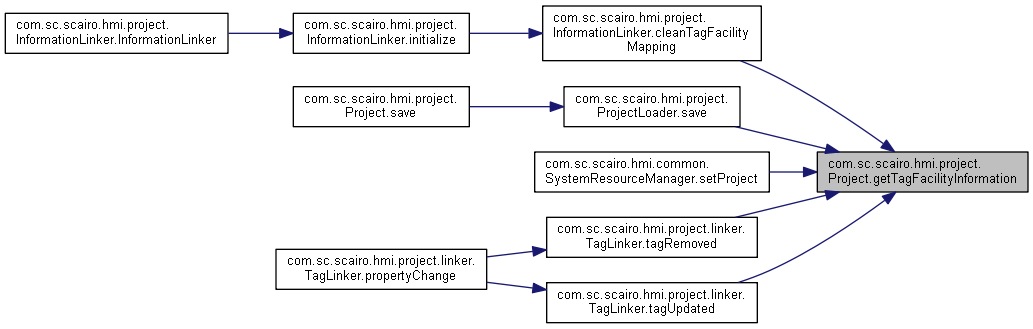 com.sc.scairo.hmi.project.
InformationLinker.InformationLinker
com.sc.scairo.hmi.project.
InformationLinker.initialize
com.sc.scairo.hmi.project.
InformationLinker.cleanTagFacility
Mapping
com.sc.scairo.hmi.project.
Project.save
com.sc.scairo.hmi.project.
ProjectLoader.save
com.sc.scairo.hmi.common.
SystemResourceManager.setProject
com.sc.scairo.hmi.project.
Project.getTagFacilityInformation
com.sc.scairo.hmi.project.linker.
TagLinker.propertyChange
com.sc.scairo.hmi.project.linker.
TagLinker.tagRemoved
com.sc.scairo.hmi.project.linker.
TagLinker.tagUpdated